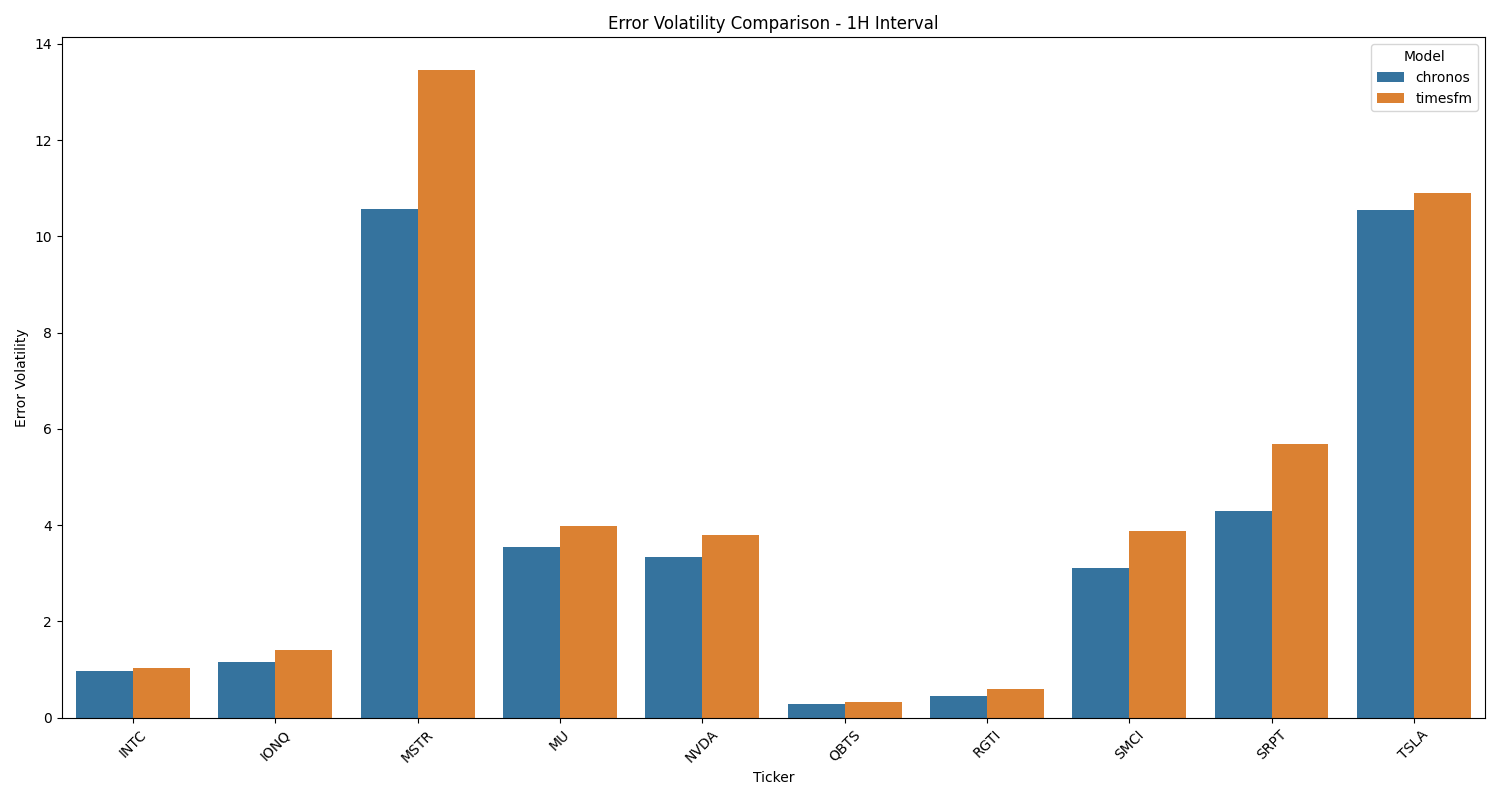 Error Volatility Comparison - 1H Interval
Model
chronos
timesfm
14
12
10
8
6
4
2
0
Error Volatility
INTC
IONQ
MSTR
MU
NVDA
QBTS
RGTI
SMCI
SRPT
TSLA
Ticker